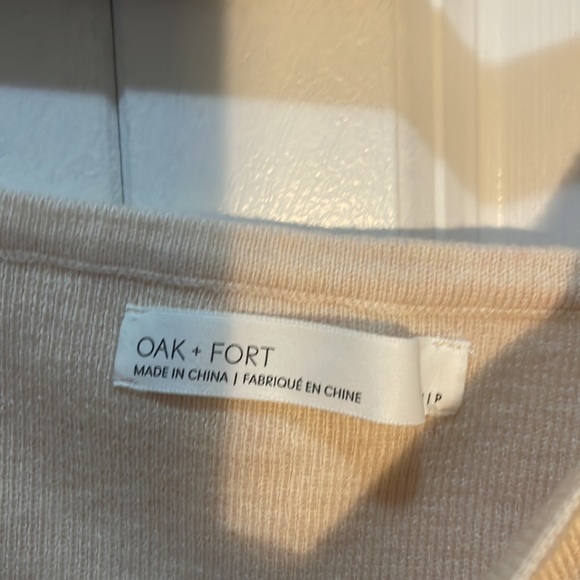 OAK + FORT
MADE IN CHINA | FABRIQUÉ EN CHINE
| P